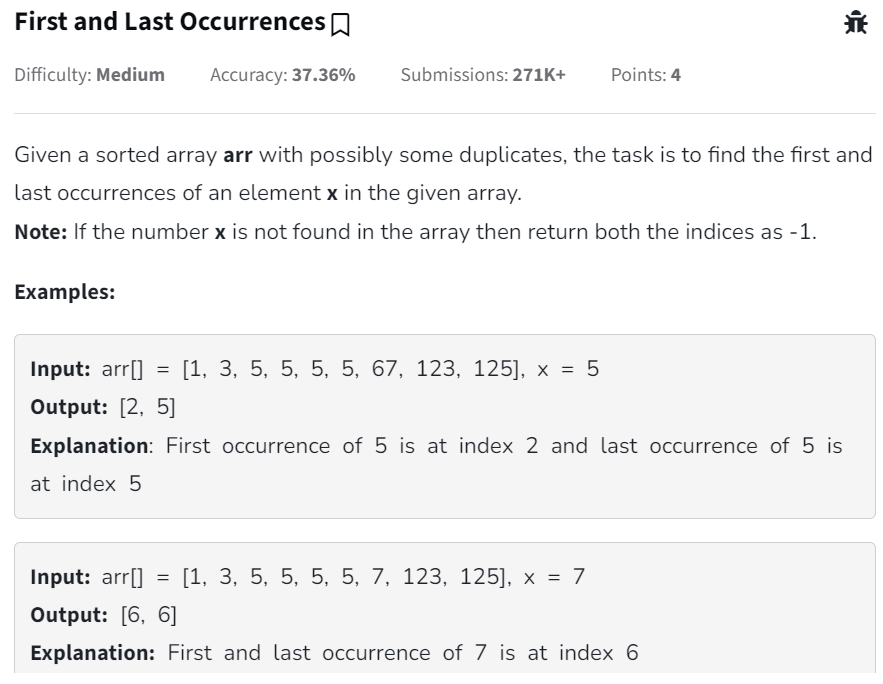 First and Last Occurrences
Difficulty: Medium Accuracy: 37.36% Submissions: 271K+ Points: 4
Given a sorted array arr with possibly some duplicates, the task is to find the first and
last occurrences of an element x in the given array.
Note: If the number x is not found in the array then return both the indices as -1.
Examples:
Input: arr[] = [1, 3, 5, 5, 5, 5, 67, 123, 125], x = 5
Output: [2, 5]
Explanation: First occurrence of 5 is at index 2 and last occurrence of 5 is
at index 5
Input: arr[] = [1, 3, 5, 5, 5, 5, 7, 123, 125], x = 7
Output: [6, 6]
Explanation: First and last occurrence of 7 is at index 6